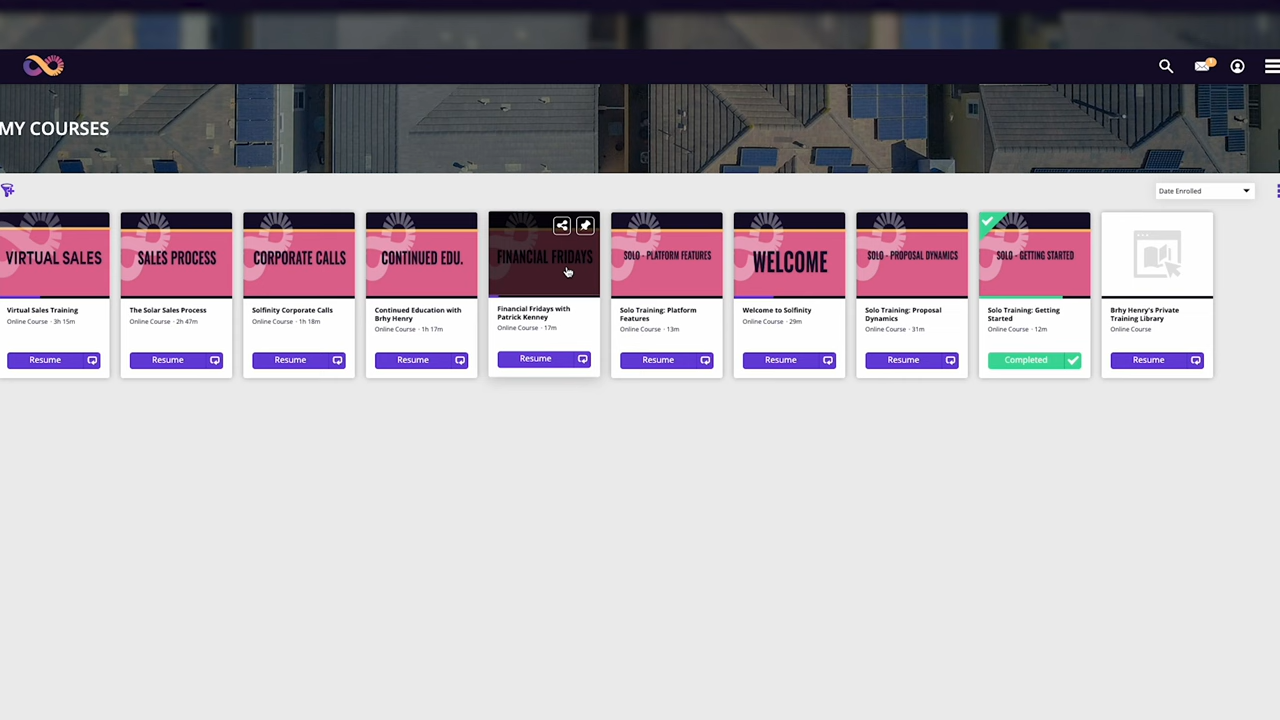 MY COURSES
Date Enrolled
VIRTUAL SALES
Virtual Sales Training
Online Course · 3h 15m
Resume
SALES PROCESS
The Solar Sales Process
Online Course · 2h 47m
Resume
CORPORATE CALLS
Solfinity Corporate Calls
Online Course · 1h 18m
Resume
CONTINUED EDU.
Continued Education with
Brhy Henry
Online Course · 1h 17m
Resume
FINANCIAL FRIDAYS
Financial Fridays with
Patrick Kenney
Online Course · 17m
Resume
SOLO - PLATFORM FEATURES
Solo Training: Platform
Features
Online Course · 13m
Resume
WELCOME
Welcome to Solfinity
Online Course · 29m
Resume
SOLO - PROPOSAL DYNAMICS
Solo Training: Proposal
Dynamics
Online Course · 31m
Resume
SOLO - GETTING STARTED
Solo Training: Getting
Started
Online Course · 12m
Completed
Brhy Henry's Private
Training Library
Online Course
Resume